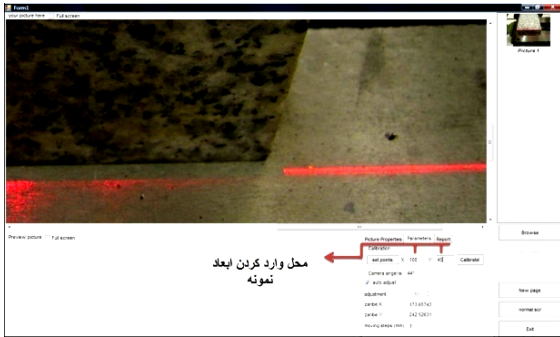 Form1
your picture here Full screen
Picture 1
Preview picture Full screen
Browse
Picture Properties Parameters Report
Calibration
set points X 100 Y Calibrate
محل وارد کردن ابعاد
نمونه
Camera angle is 44°
auto adjust
New page
adjustment
normal scr
moving steps (mm)
Exit